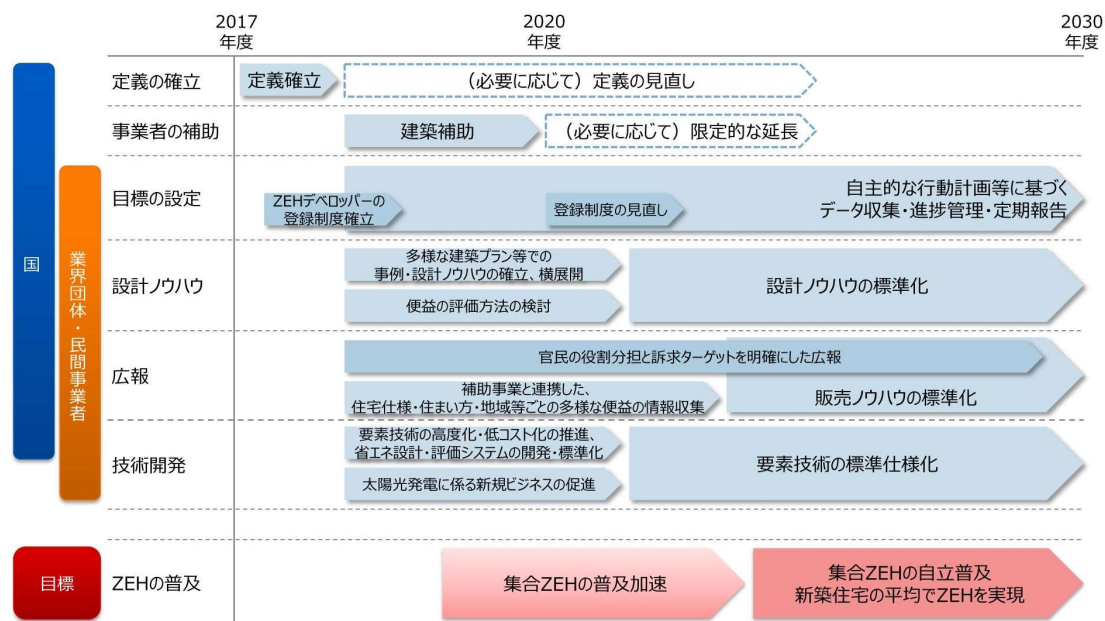 2017
年度
2020
年度
2030
年度
国
業界団体・民間事業者
定義の確立
定義確立
（必要に応じて）定義の見直し
事業者の補助
建築補助
（必要に応じて）限定的な延長
目標の設定
ZEHデベロッパーの
登録制度確立
登録制度の見直し
自主的な行動計画等に基づく
データ収集・進捗管理・定期報告
設計ノウハウ
多様な建築プラン等での
事例・設計ノウハウの確立、横展開
便益の評価方法の検討
設計ノウハウの標準化
広報
官民の役割分担と訴求ターゲットを明確にした広報
補助事業と連携した、
住宅仕様・住まい方・地域等ごとの多様な便益の情報収集
販売ノウハウの標準化
技術開発
要素技術の高度化・低コスト化の推進、
省エネ設計・評価システムの開発・標準化
太陽光発電に係る新規ビジネスの促進
要素技術の標準仕様化
目標
ZEHの普及
集合ZEHの普及加速
集合ZEHの自立普及
新築住宅の平均でZEHを実現